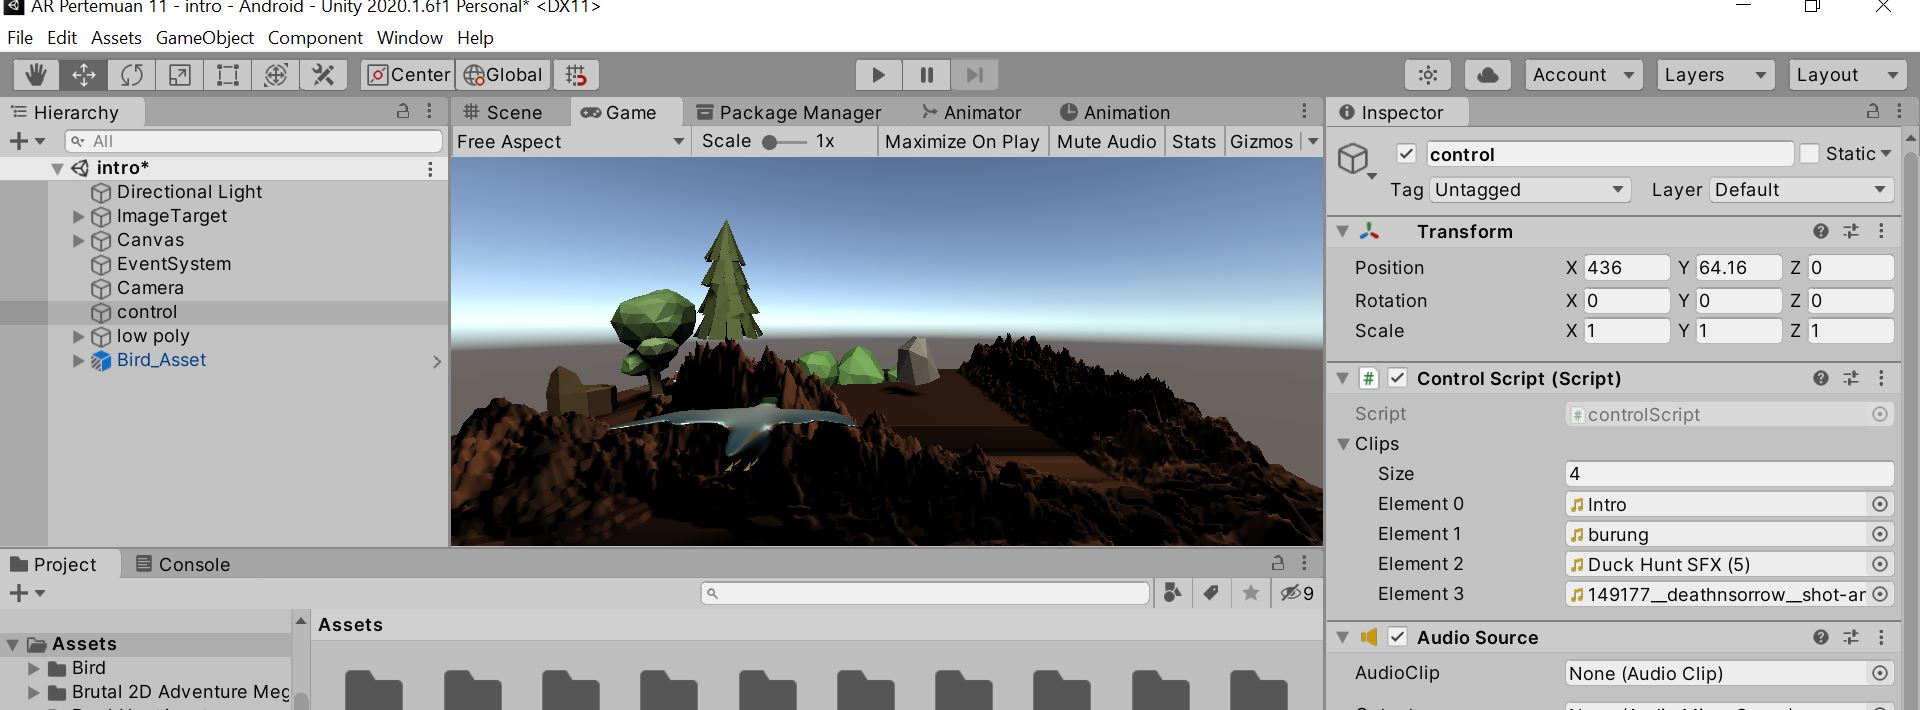 AR Pertemuan 11 - intro - Android - Unity 2020.1.6f1 Personal* <DX11>
File Edit Assets GameObject Component Window Help
Center Global Account Layers Layout
Hierarchy
All
intro*
Directional Light
ImageTarget
Canvas
EventSystem
Camera
control
low poly
Bird_Asset
Scene Game Package Manager Animator Animation
Free Aspect Scale 1x Maximize On Play Mute Audio Stats Gizmos
Inspector
control Static
Tag Untagged Layer Default
Transform
Position X 436 Y 64.16 Z 0
Rotation X 0 Y 0 Z 0
Scale X 1 Y 1 Z 1
Control Script (Script)
Script # controlScript
Clips
Size 4
Element 0 Intro
Element 1 burung
Element 2 Duck Hunt SFX (5)
Element 3 149177__deathnsorrow__shot-ar
Audio Source
AudioClip None (Audio Clip)
Project Console
9
Assets
Bird
Brutal 2D Adventure Meg
Assets